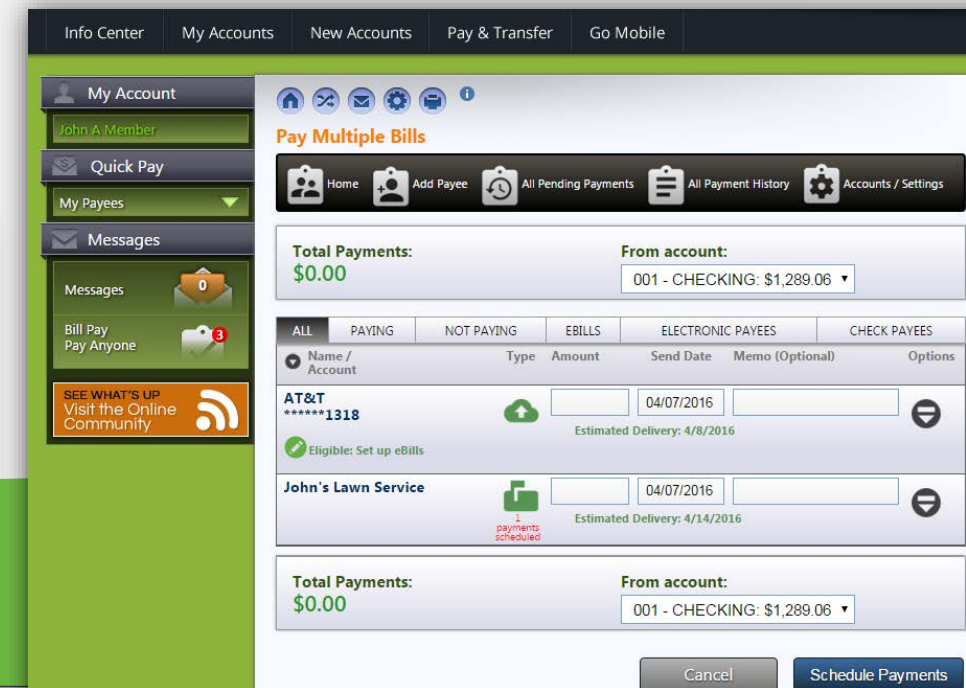 Info Center My Accounts New Accounts Pay & Transfer Go Mobile
My Account
John A Member
Quick Pay
My Payees
Messages
Messages 0
Bill Pay
Pay Anyone 3
SEE WHAT'S UP
Visit the Online
Community
Pay Multiple Bills
Home Add Payee All Pending Payments All Payment History Accounts / Settings
Total Payments: From account:
$0.00 001 - CHECKING: $1,289.06
ALL PAYING NOT PAYING EBILLS ELECTRONIC PAYEES CHECK PAYEES
Name / Type Amount Send Date Memo (Optional) Options
Account
AT&T
******1318 04/07/2016
Estimated Delivery: 4/8/2016
Eligible: Set up eBills
John's Lawn Service 04/07/2016
1
payments
scheduled
Estimated Delivery: 4/14/2016
Total Payments: From account:
$0.00 001 - CHECKING: $1,289.06
Cancel Schedule Payments